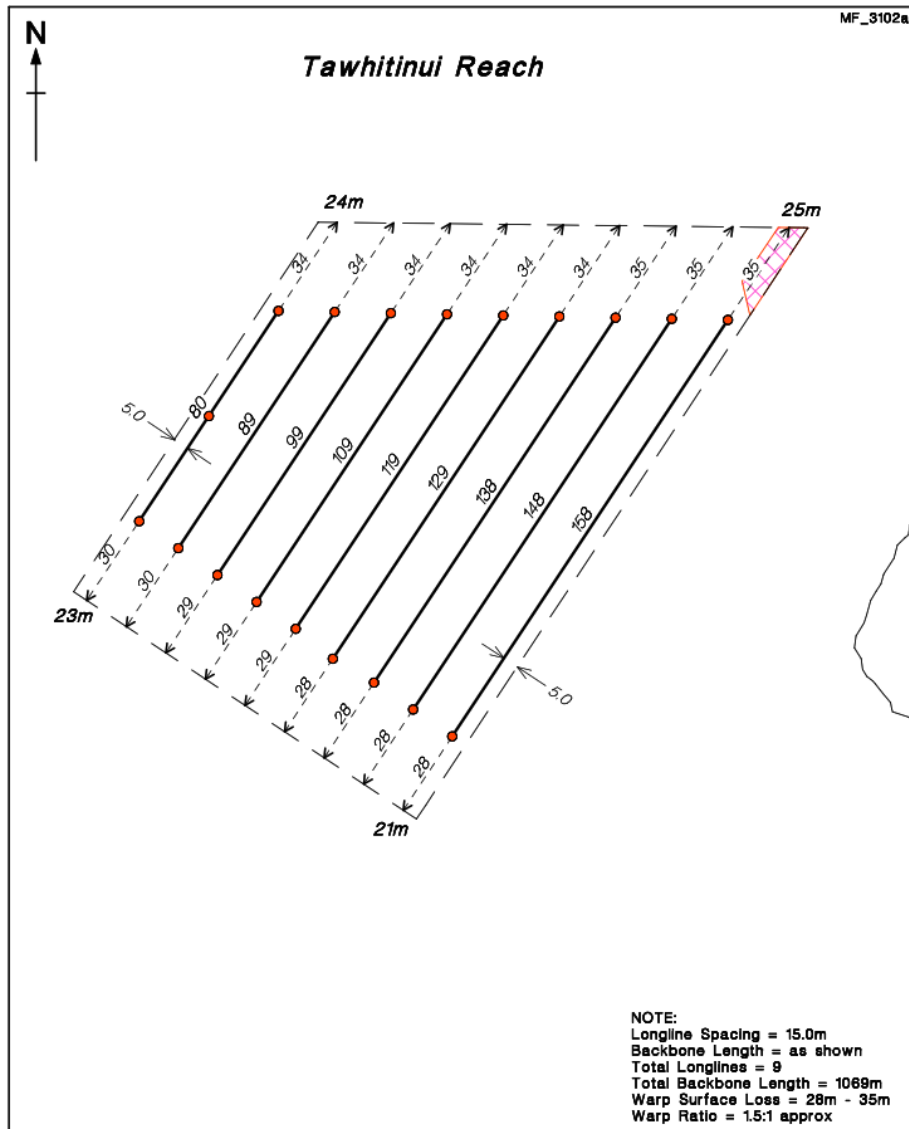 MF_3102a
N
Tawhitinui Reach
24m
25m
34
34
34
34
34
34
35
35
35
5.0
80
89
99
109
119
129
138
148
158
30
30
29
29
29
28
28
28
28
23m
5.0
21m
NOTE:
Longline Spacing = 15.0m
Backbone Length = as shown
Total Longlines = 9
Total Backbone Length = 1069m
Warp Surface Loss = 28m - 35m
Warp Ratio = 1.5:1 approx